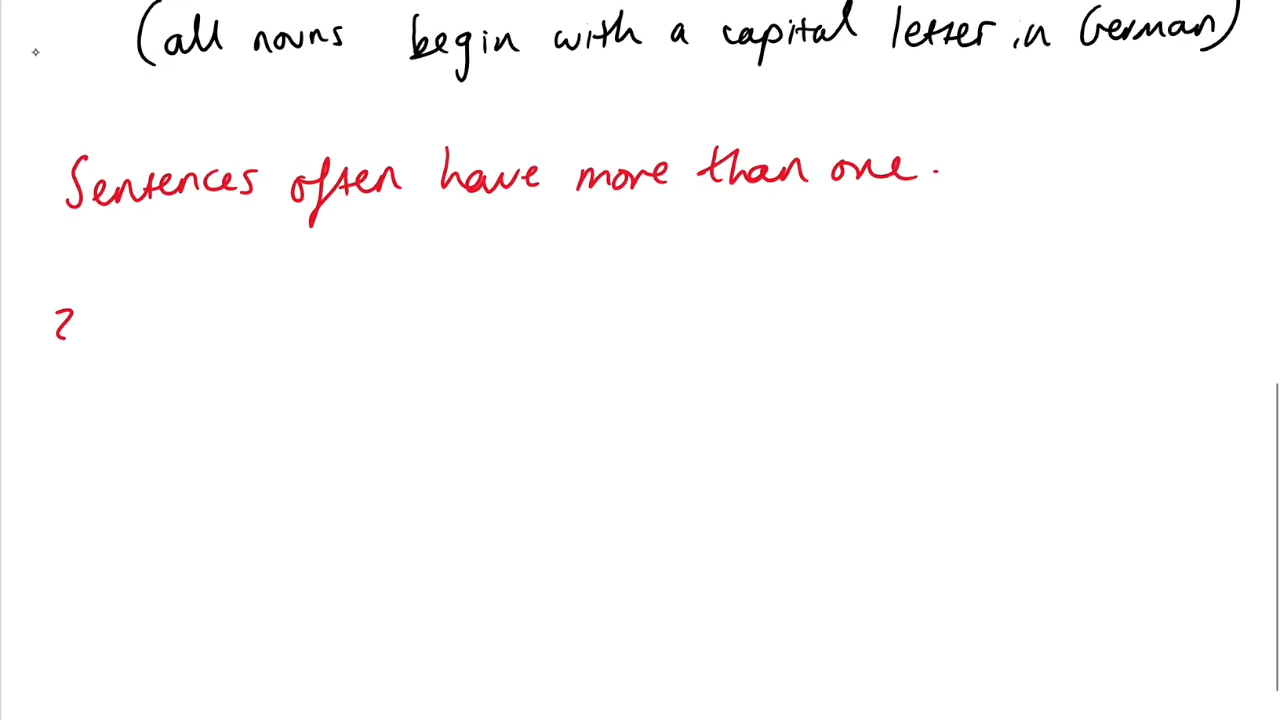 (all nouns begin with a capital letter in German)
Sentences often have more than one.
2